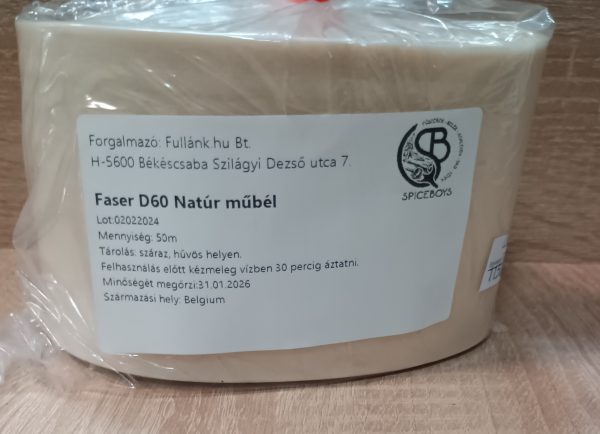 Forgalmazó: Fullánk.hu Bt.
H-5600 Békéscsaba Szilágyi Dezső utca 7.
Faser D60 Natúr műbél
Lot:02022024
Mennyiség: 50m
Tárolás: száraz, hűvös helyen.
Felhasználás előtt kézmeleg vízben 30 percig áztatni.
Minőségét megőrzi:31.01.2026
Származási hely: Belgium
SPICEBOYS